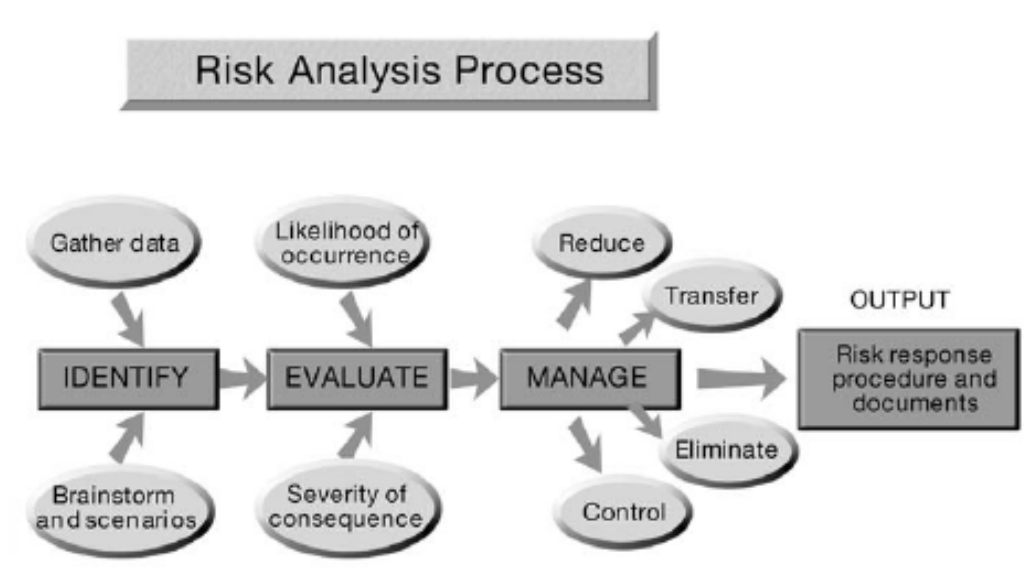 Risk Analysis Process
Gather data
Likelihood of
occurrence
Reduce
Transfer
OUTPUT
IDENTIFY
EVALUATE
MANAGE
Risk response
procedure and
documents
Brainstorm
and scenarios
Severity of
consequence
Eliminate
Control